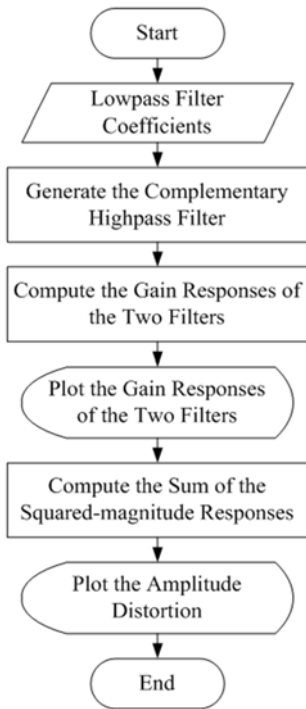 Start
Lowpass Filter
Coefficients
Generate the Complementary
Highpass Filter
Compute the Gain Responses of
the Two Filters
Plot the Gain Responses
of the Two Filters
Compute the Sum of the
Squared-magnitude Responses
Plot the Amplitude
Distortion
End